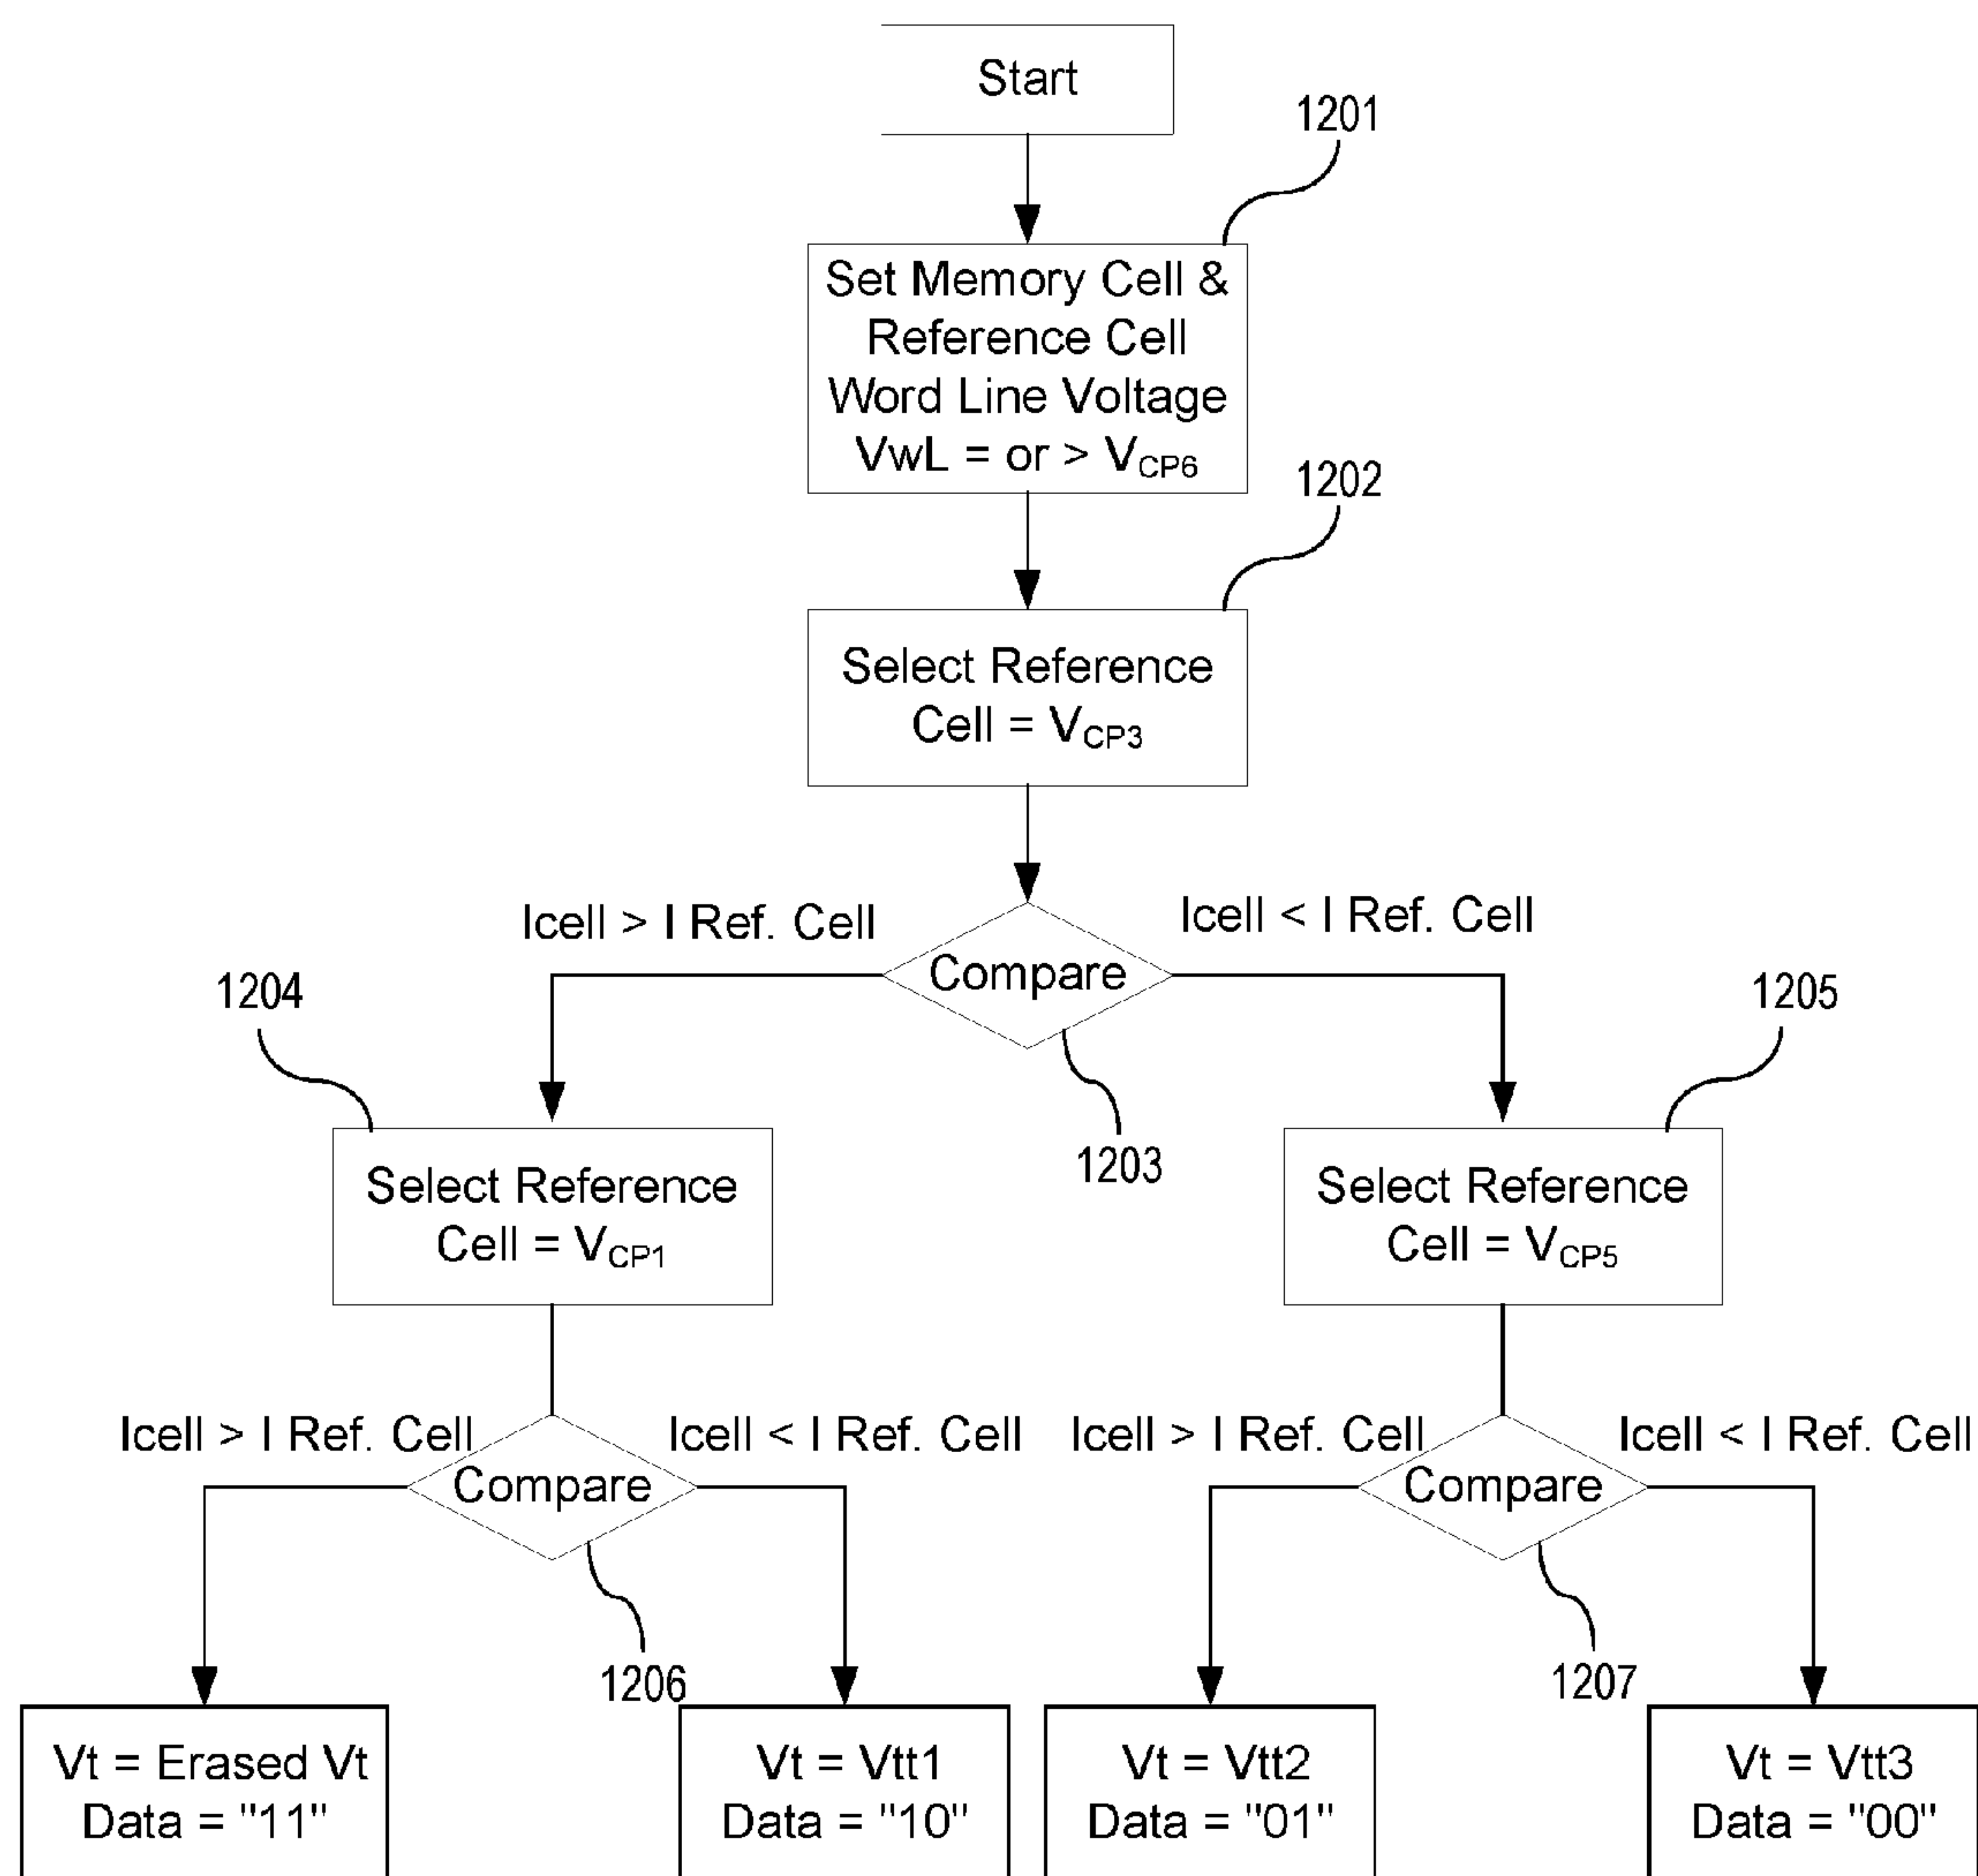 Start
1201
Set Memory Cell &
Reference Cell
Word Line Voltage
VwL = or > VCP6
1202
Select Reference
Cell = VCP3
Icell > I Ref. Cell
Icell < I Ref. Cell
Compare
1203
1204
1205
Select Reference
Cell = VCP1
Select Reference
Cell = VCP5
Icell > I Ref. Cell
Icell < I Ref. Cell
Icell > I Ref. Cell
Icell < I Ref. Cell
Compare
Compare
1206
1207
Vt = Erased Vt
Data = "11"
Vt = Vtt1
Data = "10"
Vt = Vtt2
Data = "01"
Vt = Vtt3
Data = "00"